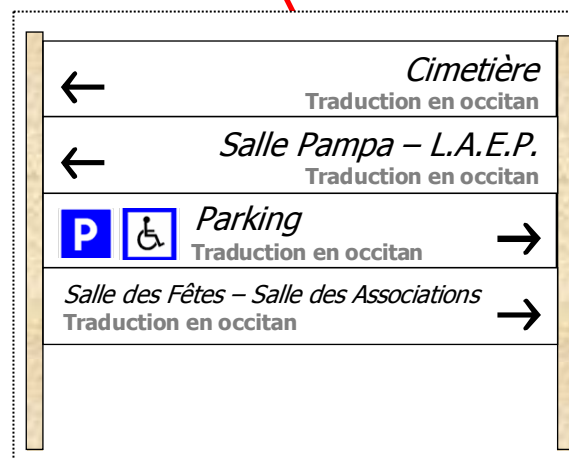 Cimetière
Traduction en occitan
Salle Pampa – L.A.E.P.
Traduction en occitan
P Parking
Traduction en occitan
Salle des Fêtes – Salle des Associations
Traduction en occitan